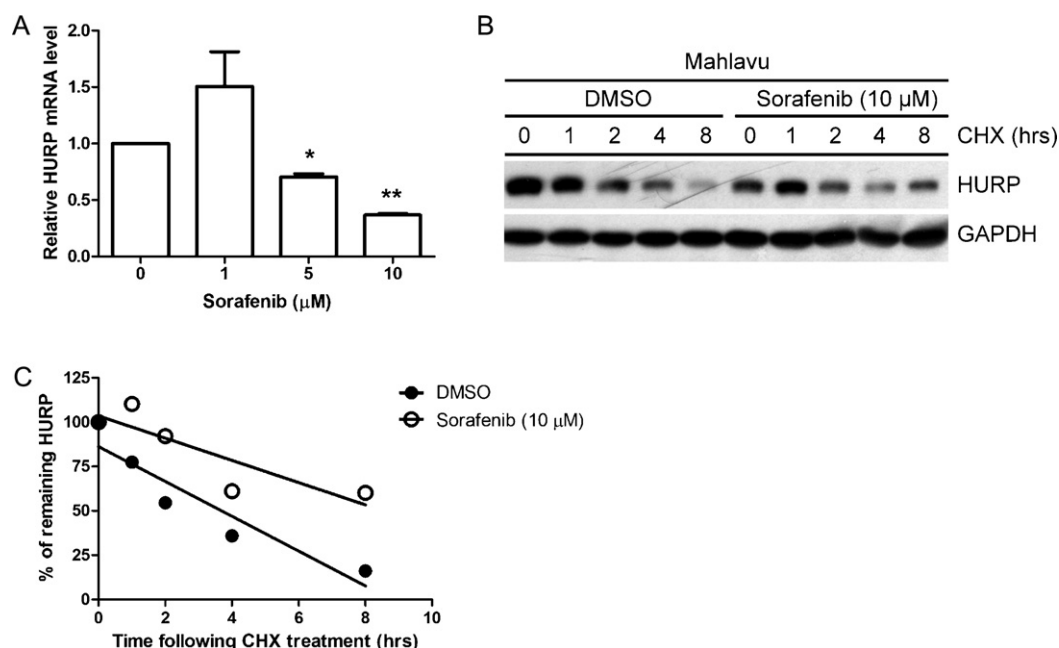 A
Relative HURP mRNA level
2.0
1.5
1.0
0.5
0.0
*
**
0 1 5 10
Sorafenib (μM)
B
Mahlavu
DMSO Sorafenib (10 μM)
0 1 2 4 8 0 1 2 4 8 CHX (hrs)
HURP
GAPDH
C
% of remaining HURP
125
100
75
50
25
0
0 2 4 6 8 10
Time following CHX treatment (hrs)
DMSO
Sorafenib (10 μM)